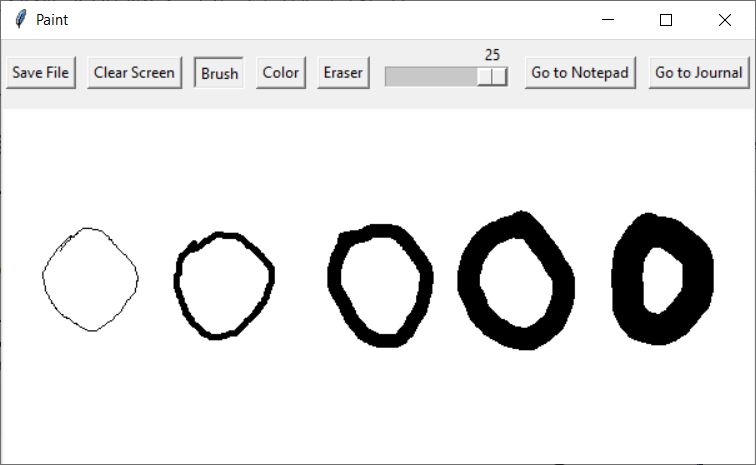 Paint
25
Save File Clear Screen Brush Color Eraser Go to Notepad Go to Journal